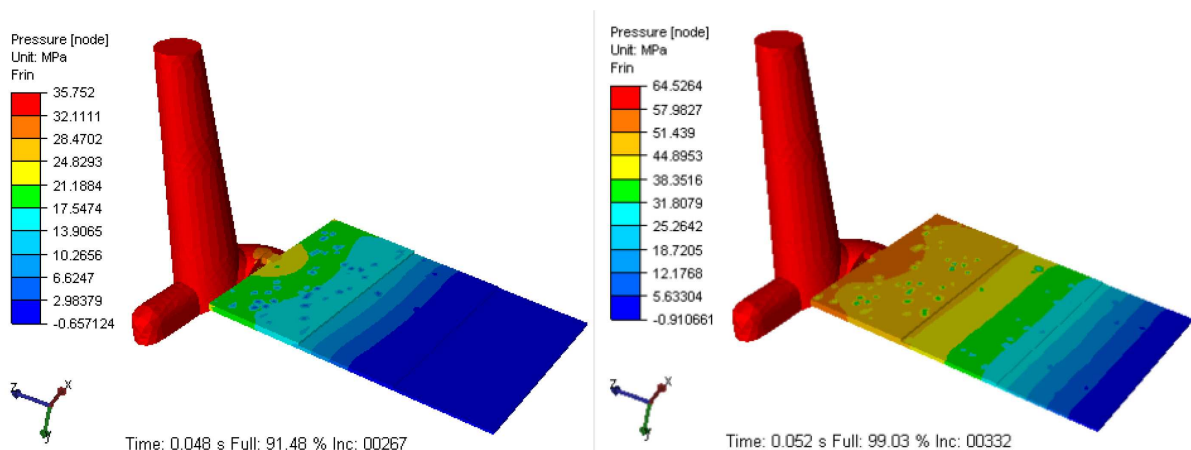 Pressure [node]
Unit: MPa
Frin
35.752
32.1111
28.4702
24.8293
21.1884
17.5474
13.9065
10.2656
6.6247
2.98379
-0.657124
z
x
y
Time: 0.048 s Full: 91.48 % Inc: 00267
Pressure [node]
Unit: MPa
Frin
64.5264
57.9827
51.439
44.8953
38.3516
31.8079
25.2642
18.7205
12.1768
5.63304
-0.910661
z
x
y
Time: 0.052 s Full: 99.03 % Inc: 00332